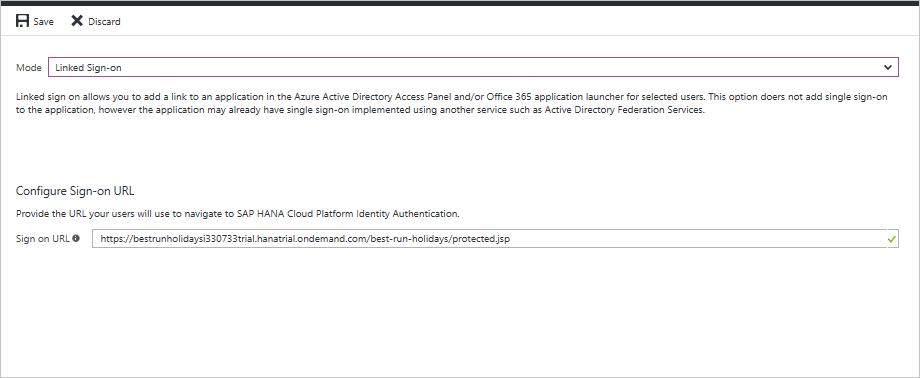 Save Discard
Mode Linked Sign-on
Linked sign on allows you to add a link to an application in the Azure Active Directory Access Panel and/or Office 365 application launcher for selected users. This option doers not add single sign-on
to the application, however the application may already have single sign-on implemented using another service such as Active Directory Federation Services.
Configure Sign-on URL
Provide the URL your users will use to navigate to SAP HANA Cloud Platform Identity Authentication.
Sign on URL https://bestrunholidaysi330733trial.hanatrial.ondemand.com/best-run-holidays/protected.jsp